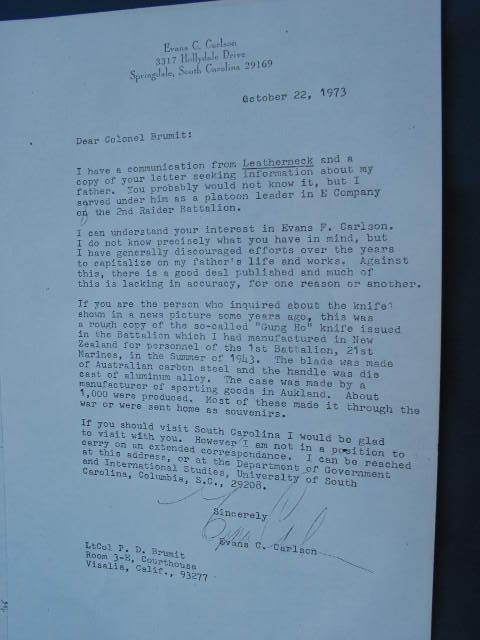 Evans C. Carlson
3317 Hollydale Drive
Springdale, South Carolina 29169
October 22, 1973
Dear Colonel Brumit:
I have a communication from Leatherneck and a
copy of your letter seeking information about my
father. You probably would not know it, but I
served under him as a platoon leader in E Company
on the 2nd Raider Battalion.
I can understand your interest in Evans F. Carlson.
I do not know precisely what you have in mind, but
I have generally discouraged efforts over the years
to capitalize on my father's life and works. Against
this, there is a good deal published and much of
this is lacking in accuracy, for one reason or another.
If you are the person who inquired about the knife
shown in a news picture some years ago, this was
a rough copy of the so-called "Gung Ho" knife issued
in the Battalion which I had manufactured in New
Zealand for personnel of the 1st Battalion, 21st
Marines, in the Summer of 1943. The blade was made
of Australian carbon steel and the handle was die
cast of aluminum alloy. The case was made by a
manufacturer of sporting goods in Aukland. About
1,000 were produced. Most of these made it through the
war or were sent home as souvenirs.
If you should visit South Carolina I would be glad
to visit with you. However I am not in a position to
carry on an extended correspondance. I can be reached
at this address, or at the Department of Government
and International Studies, University of South
Carolina, Columbia, S.C., 29208.
Sincerely
Evans C. Carlson
LtCol P. D. Brumit
Room 3-E, Courthouse
Visalia, Calif., 93277